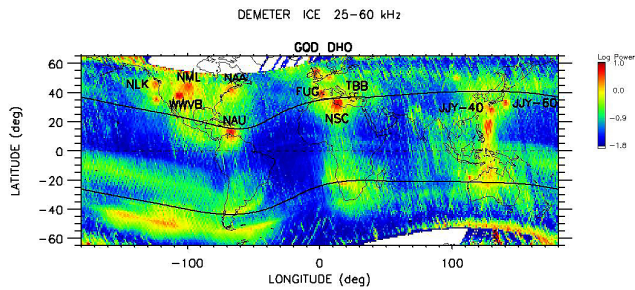 DEMETER ICE 25-60 kHz
GQD DHO
Log Power
1.0
0.0
-0.9
-1.8
NLK
NML
NAA
WWVB
NAU
FUG
TBB
NSC
JJY-40
JJY-60
60
40
20
0
-20
-40
-60
LATITUDE (deg)
-100
0
100
LONGITUDE (deg)